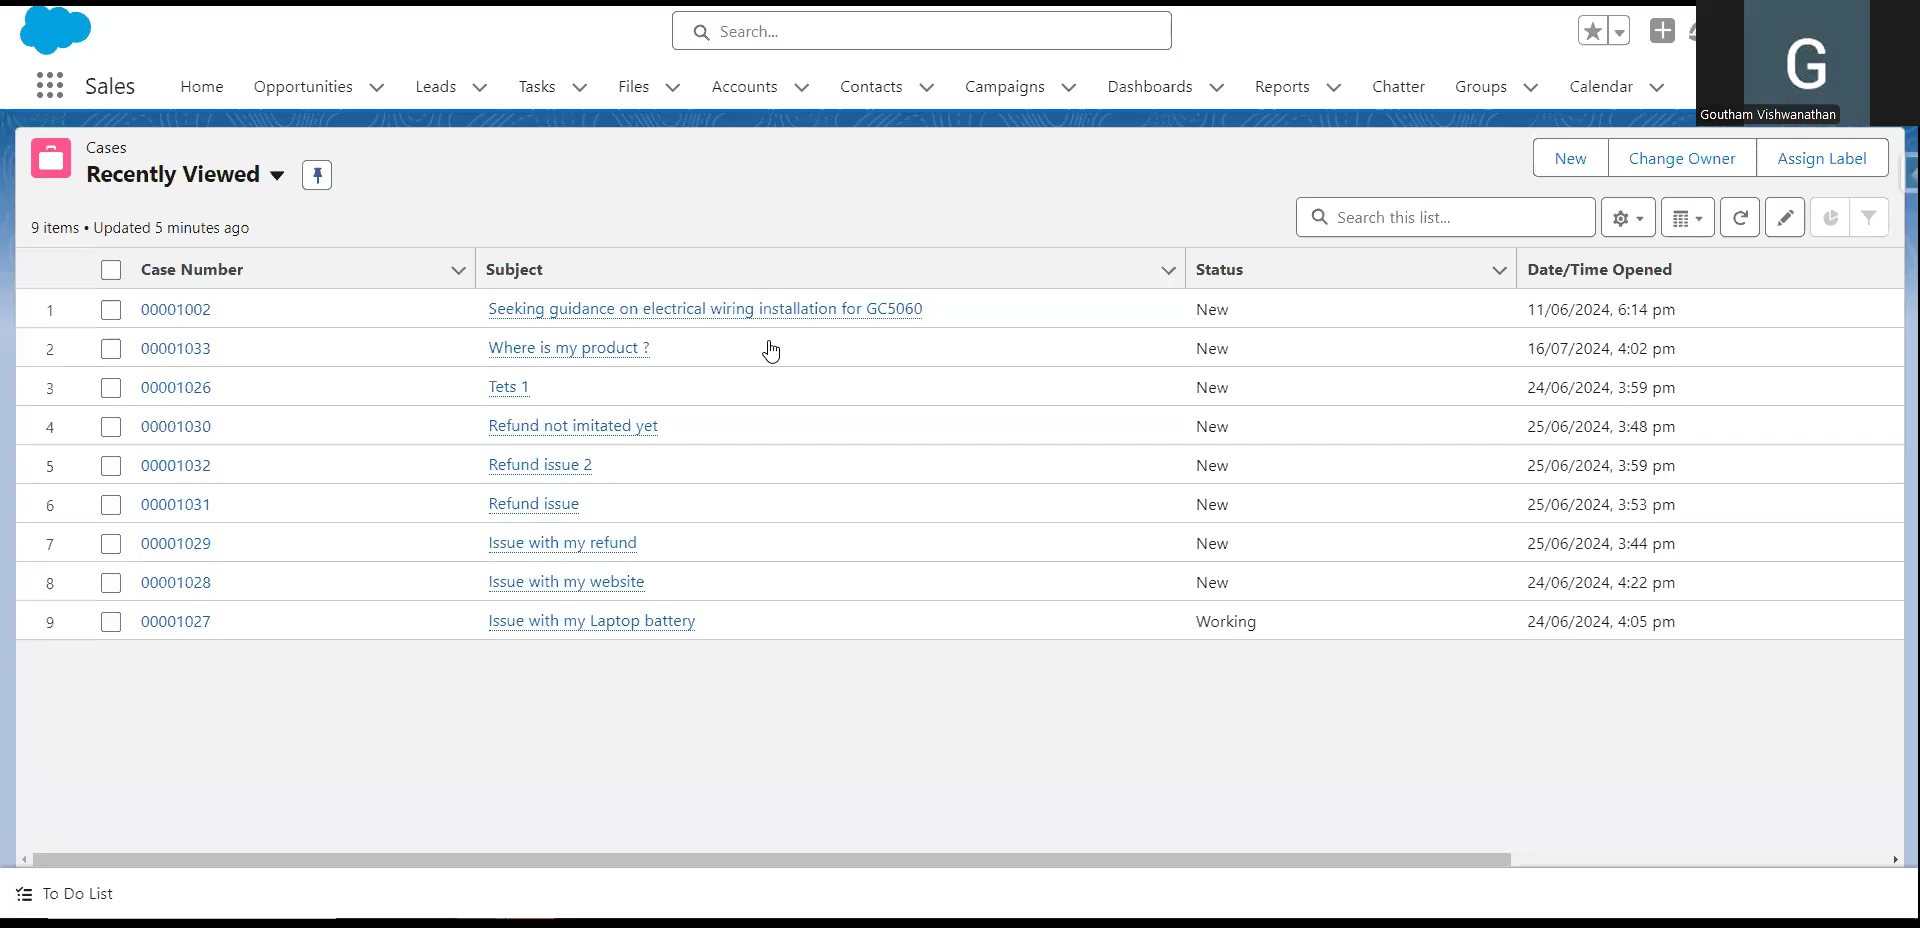 Search...
G
Goutham Vishwanathan
Sales Home Opportunities Leads Tasks Files Accounts Contacts Campaigns Dashboards Reports Chatter Groups Calendar
Cases
Recently Viewed
New Change Owner Assign Label
9 items • Updated 5 minutes ago
Search this list...
Case Number Subject Status Date/Time Opened
1 00001002 Seeking guidance on electrical wiring installation for GC5060 New 11/06/2024, 6:14 pm
2 00001033 Where is my product ? New 16/07/2024, 4:02 pm
3 00001026 Tets 1 New 24/06/2024, 3:59 pm
4 00001030 Refund not imitated yet New 25/06/2024, 3:48 pm
5 00001032 Refund issue 2 New 25/06/2024, 3:59 pm
6 00001031 Refund issue New 25/06/2024, 3:53 pm
7 00001029 Issue with my refund New 25/06/2024, 3:44 pm
8 00001028 Issue with my website New 24/06/2024, 4:22 pm
9 00001027 Issue with my Laptop battery Working 24/06/2024, 4:05 pm
To Do List